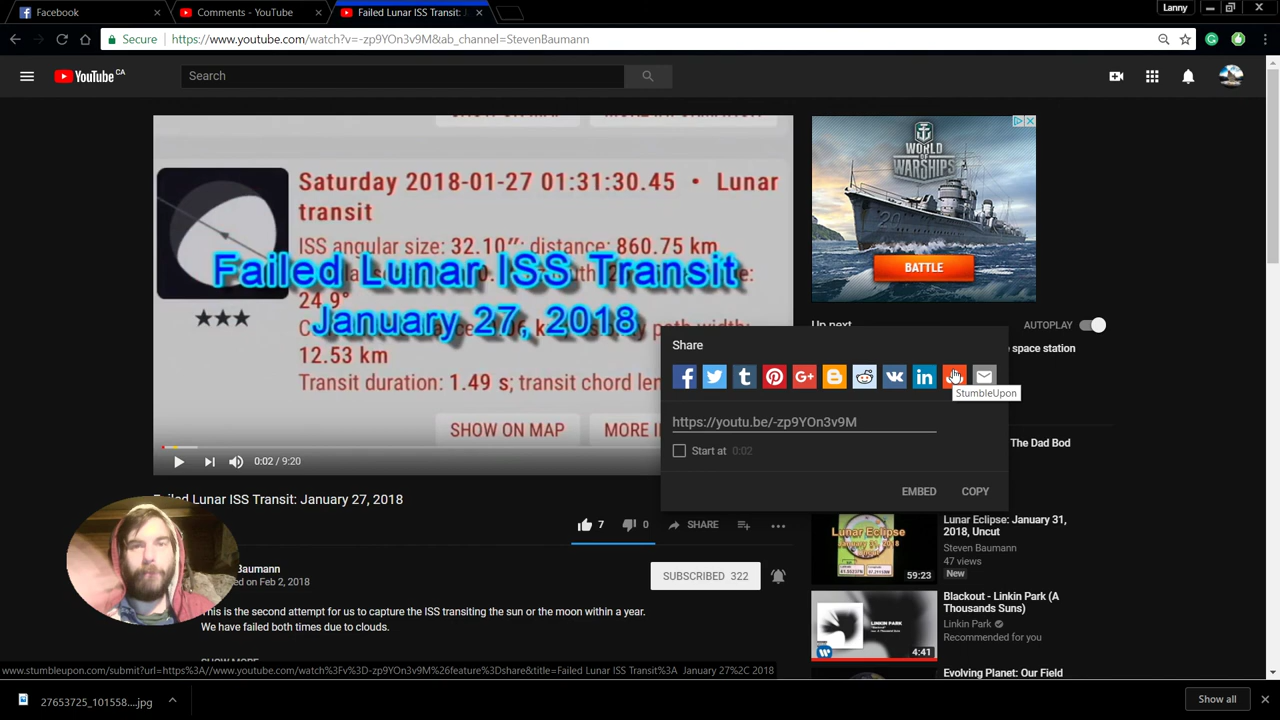 Facebook
Comments - YouTube
Failed Lunar ISS Transit: J
Lanny
Secure
https://www.youtube.com/watch?v=-zp9YOn3v9M&ab_channel=StevenBaumann
YouTube CA
Search
Saturday 2018-01-27 01:31:30.45 • Lunar
transit
ISS angular size: 32.10″; distance: 860.75 km
24.9°
12.53 km
Transit duration: 1.49 s; transit chord
SHOW ON MAP
Failed Lunar ISS Transit
January 27, 2018
0:02 / 9:20
WORLD
OF
WARSHIPS
20
BATTLE
Up next
AUTOPLAY
space station
Share
StumbleUpon
https://youtu.be/-zp9YOn3v9M
Start at 0:02
EMBED
COPY
The Dad Bod
Failed Lunar ISS Transit: January 27, 2018
7
0
SHARE
Baumann
on Feb 2, 2018
SUBSCRIBED 322
This is the second attempt for us to capture the ISS transiting the sun or the moon within a year.
We have failed both times due to clouds.
Lunar Eclipse
59:23
Lunar Eclipse: January 31,
2018, Uncut
Steven Baumann
47 views
New
4:41
Blackout - Linkin Park (A
Thousands Suns)
Linkin Park
Recommended for you
Evolving Planet: Our Field
www.stumbleupon.com/submit?url=https%3A//www.youtube.com/watch%3Fv%3D-zp9YOn3v9M%26feature%3Dshare&title=Failed Lunar ISS Transit%3A January 27%2C 2018
27653725_101558....jpg
Show all